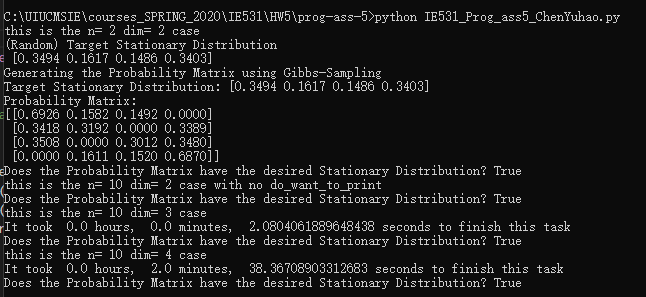 C:\UIUCMSIE\courses_SPRING_2020\IE531\HW5\prog-ass-5>python IE531_Prog_ass5_ChenYuhao.py
this is the n= 2 dim= 2 case
(Random) Target Stationary Distribution
 [0.3494 0.1617 0.1486 0.3403]
Generating the Probability Matrix using Gibbs-Sampling
Target Stationary Distribution: [0.3494 0.1617 0.1486 0.3403]
Probability Matrix:
[[0.6926 0.1582 0.1492 0.0000]
 [0.3418 0.3192 0.0000 0.3389]
 [0.3508 0.0000 0.3012 0.3480]
 [0.0000 0.1611 0.1520 0.6870]]
Does the Probability Matrix have the desired Stationary Distribution? True
this is the n= 10 dim= 2 case with no do_want_to_print
Does the Probability Matrix have the desired Stationary Distribution? True
this is the n= 10 dim= 3 case
It took  0.0 hours,  0.0 minutes,  2.0804061889648438 seconds to finish this task
Does the Probability Matrix have the desired Stationary Distribution? True
this is the n= 10 dim= 4 case
It took  0.0 hours,  2.0 minutes,  38.36708903312683 seconds to finish this task
Does the Probability Matrix have the desired Stationary Distribution? True